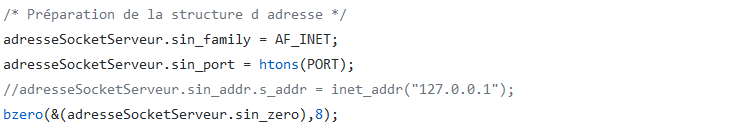 /* Préparation de la structure d adresse */
adresseSocketServeur.sin_family = AF_INET;
adresseSocketServeur.sin_port = htons(PORT);
//adresseSocketServeur.sin_addr.s_addr = inet_addr("127.0.0.1");
bzero(&(adresseSocketServeur.sin_zero),8);